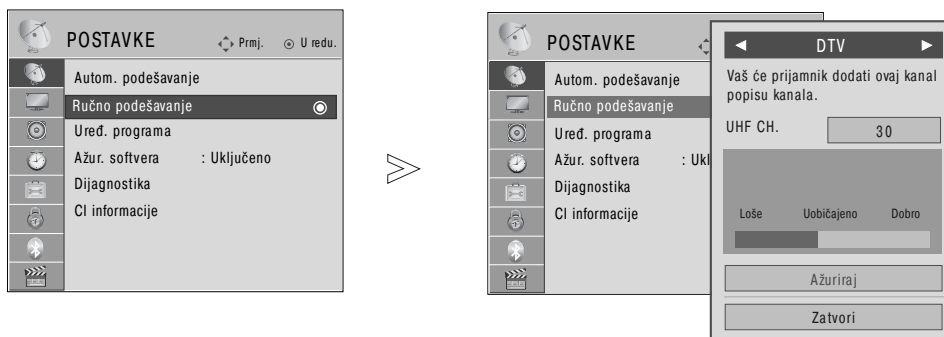 POSTAVKE Prmj. U redu.
Autom. podešavanje
Ručno podešavanje
Uređ. programa
Ažur. softvera : Uključeno
Dijagnostika
CI informacije
POSTAVKE
Autom. podešavanje
Ručno podešavanje
Uređ. programa
Ažur. softvera : Ukl
Dijagnostika
CI informacije
DTV
Vaš će prijamnik dodati ovaj kanal
popisu kanala.
UHF CH. 30
Loše Uobičajeno Dobro
Ažuriraj
Zatvori